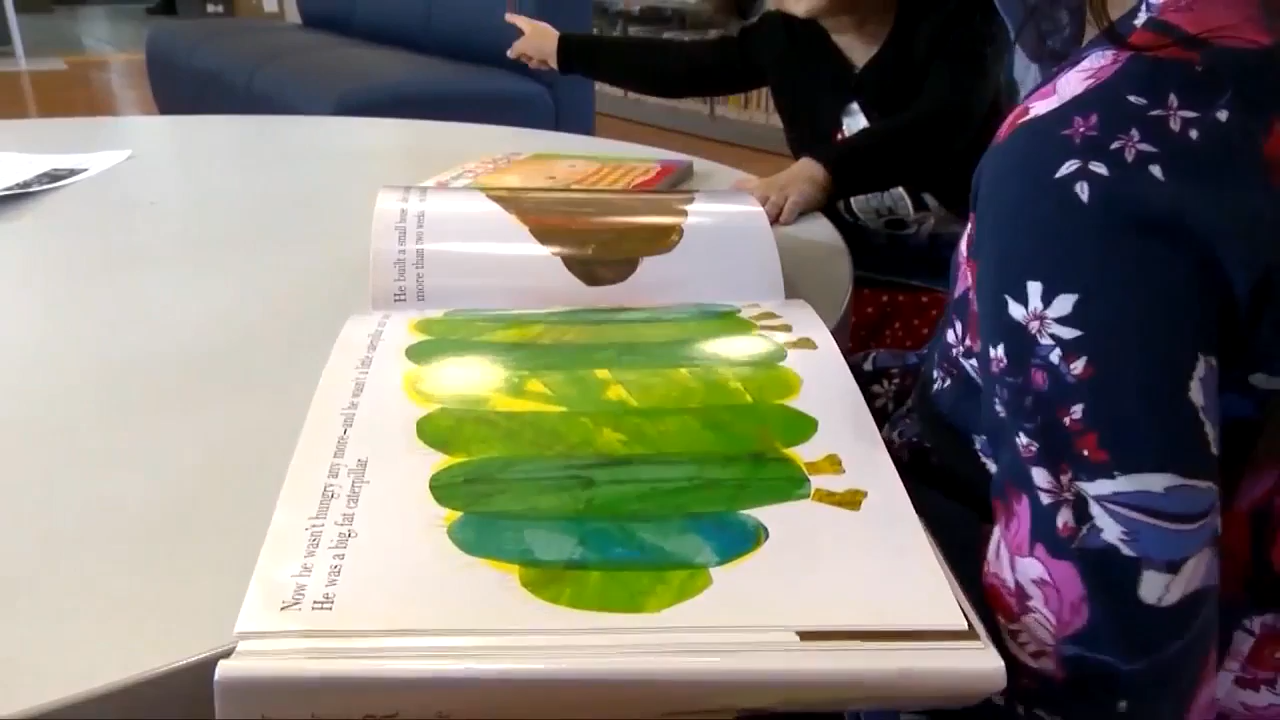 Now he wasn't hungry any more–and he wasn't a little caterpillar
He was a big, fat caterpillar.
He built a small house
more than two weeks